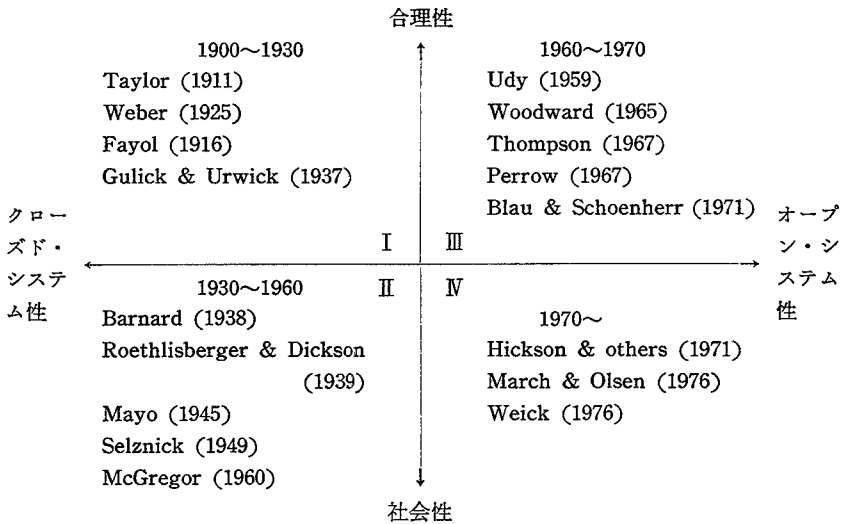 合理性
1900～1930
Taylor (1911)
Weber (1925)
Fayol (1916)
Gulick & Urwick (1937)
1960～1970
Udy (1959)
Woodward (1965)
Thompson (1967)
Perrow (1967)
Blau & Schoenherr (1971)
クロー
ズド・
システ
ム性
オープ
ン・シ
ステム
性
Ⅰ Ⅲ
Ⅱ Ⅳ
1930～1960
Barnard (1938)
Roethlisberger & Dickson
(1939)
Mayo (1945)
Selznick (1949)
McGregor (1960)
1970～
Hickson & others (1971)
March & Olsen (1976)
Weick (1976)
社会性